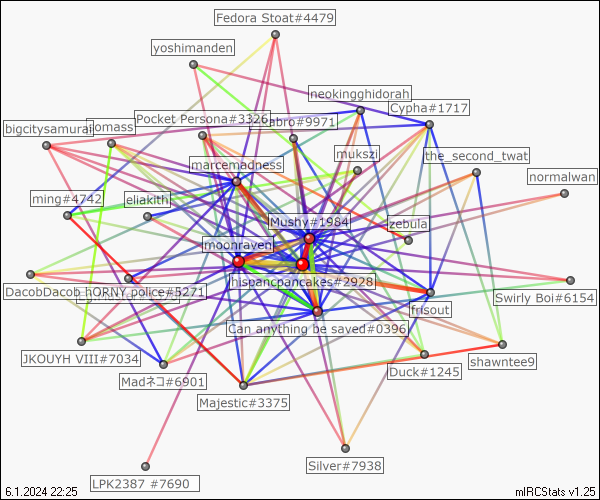 Fedora Stoat#4479
yoshimanden
neokingghidorah
Cypha#1717
Pocket Persona#3326
abro#9971
bigcitysamurai
omass
mukszi
the_second_twat
marcemadness
normalwan
ming#4742
eliakith
Mushy#1984
zebula
moonraven
DacobDacob
hORNY police#5271
hispancpancakes#2928
Swirly Boi#6154
frisout
Can anything be saved#0396
JKOUYH VIII#7034
shawntee9
Madネコ#6901
Duck#1245
Majestic#3375
Silver#7938
LPK2387 #7690
6.1.2024 22:25
mIRCStats v1.25